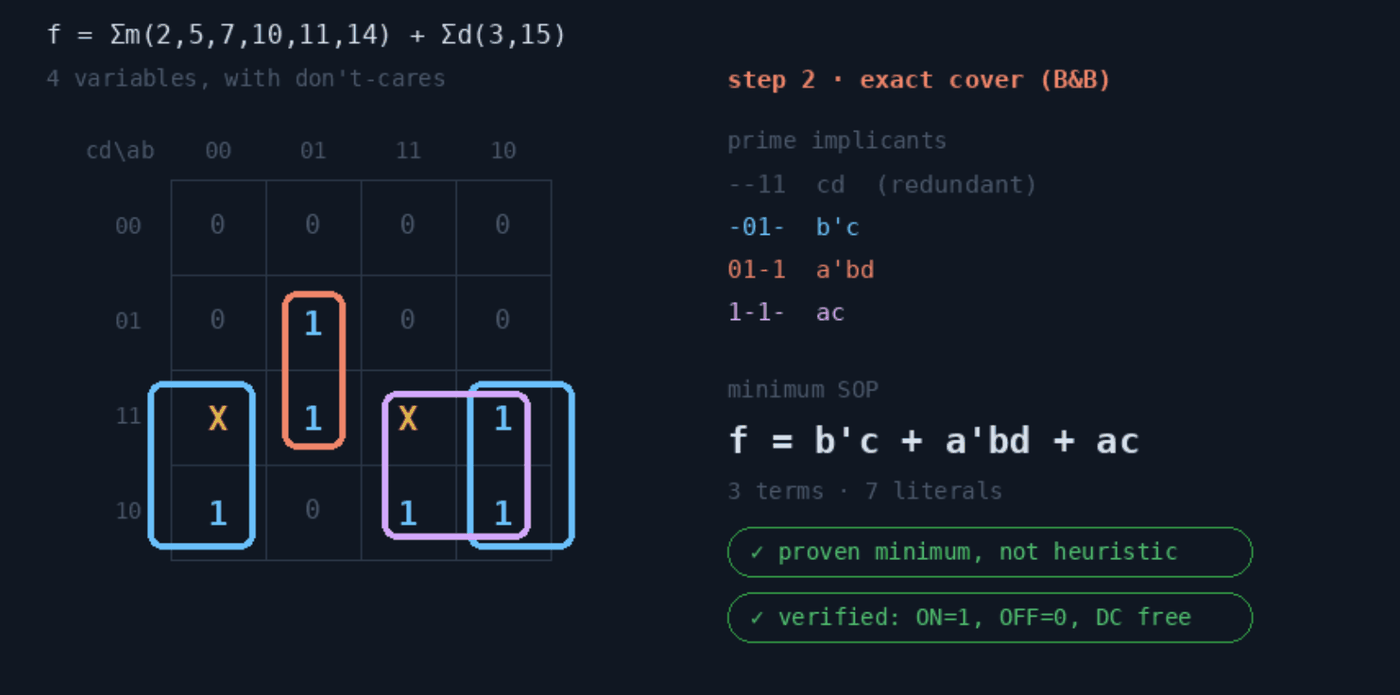 f = Σm(2,5,7,10,11,14) + Σd(3,15)
4 variables, with don't-cares
cd\ab 00 01 11 10
00 0 0 0 0
01 0 1 0 0
11 X 1 X 1
10 1 0 1 1
step 2 · exact cover (B&B)
prime implicants
--11 cd (redundant)
-01- b'c
01-1 a'bd
1-1- ac
minimum SOP
f = b'c + a'bd + ac
3 terms · 7 literals
✓ proven minimum, not heuristic
✓ verified: ON=1, OFF=0, DC free